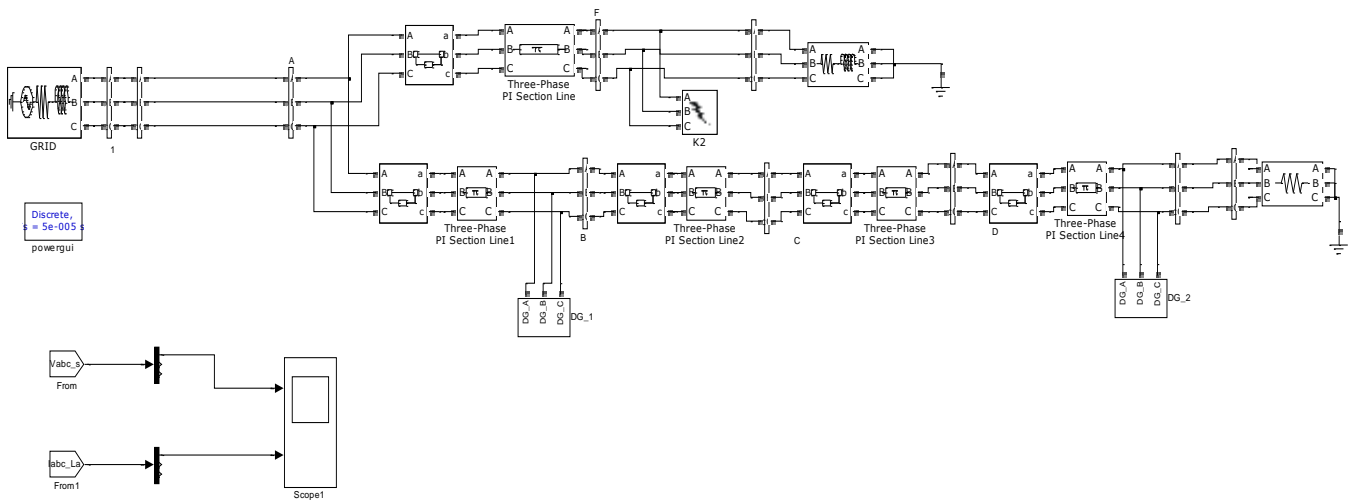 F
A
A
B
C
a
b
c
A
B
C
A
B
C
A
B
C
A
B
C
GRID
1
Three-Phase
PI Section Line
A
B
C
K2
A
B
C
a
b
c
A
B
C
A
B
C
Three-Phase
PI Section Line1
B
A
B
C
a
b
c
A
B
C
A
B
C
Three-Phase
PI Section Line2
C
A
B
C
a
b
c
A
B
C
A
B
C
Three-Phase
PI Section Line3
D
A
B
C
a
b
c
A
B
C
A
B
C
Three-Phase
PI Section Line4
A
B
C
Discrete,
s = 5e-005 s
powergui
DG_A
DG_B
DG_C
DG_1
DG_A
DG_B
DG_C
DG_2
Vabc_s
From
Iabc_La
From1
Scope1